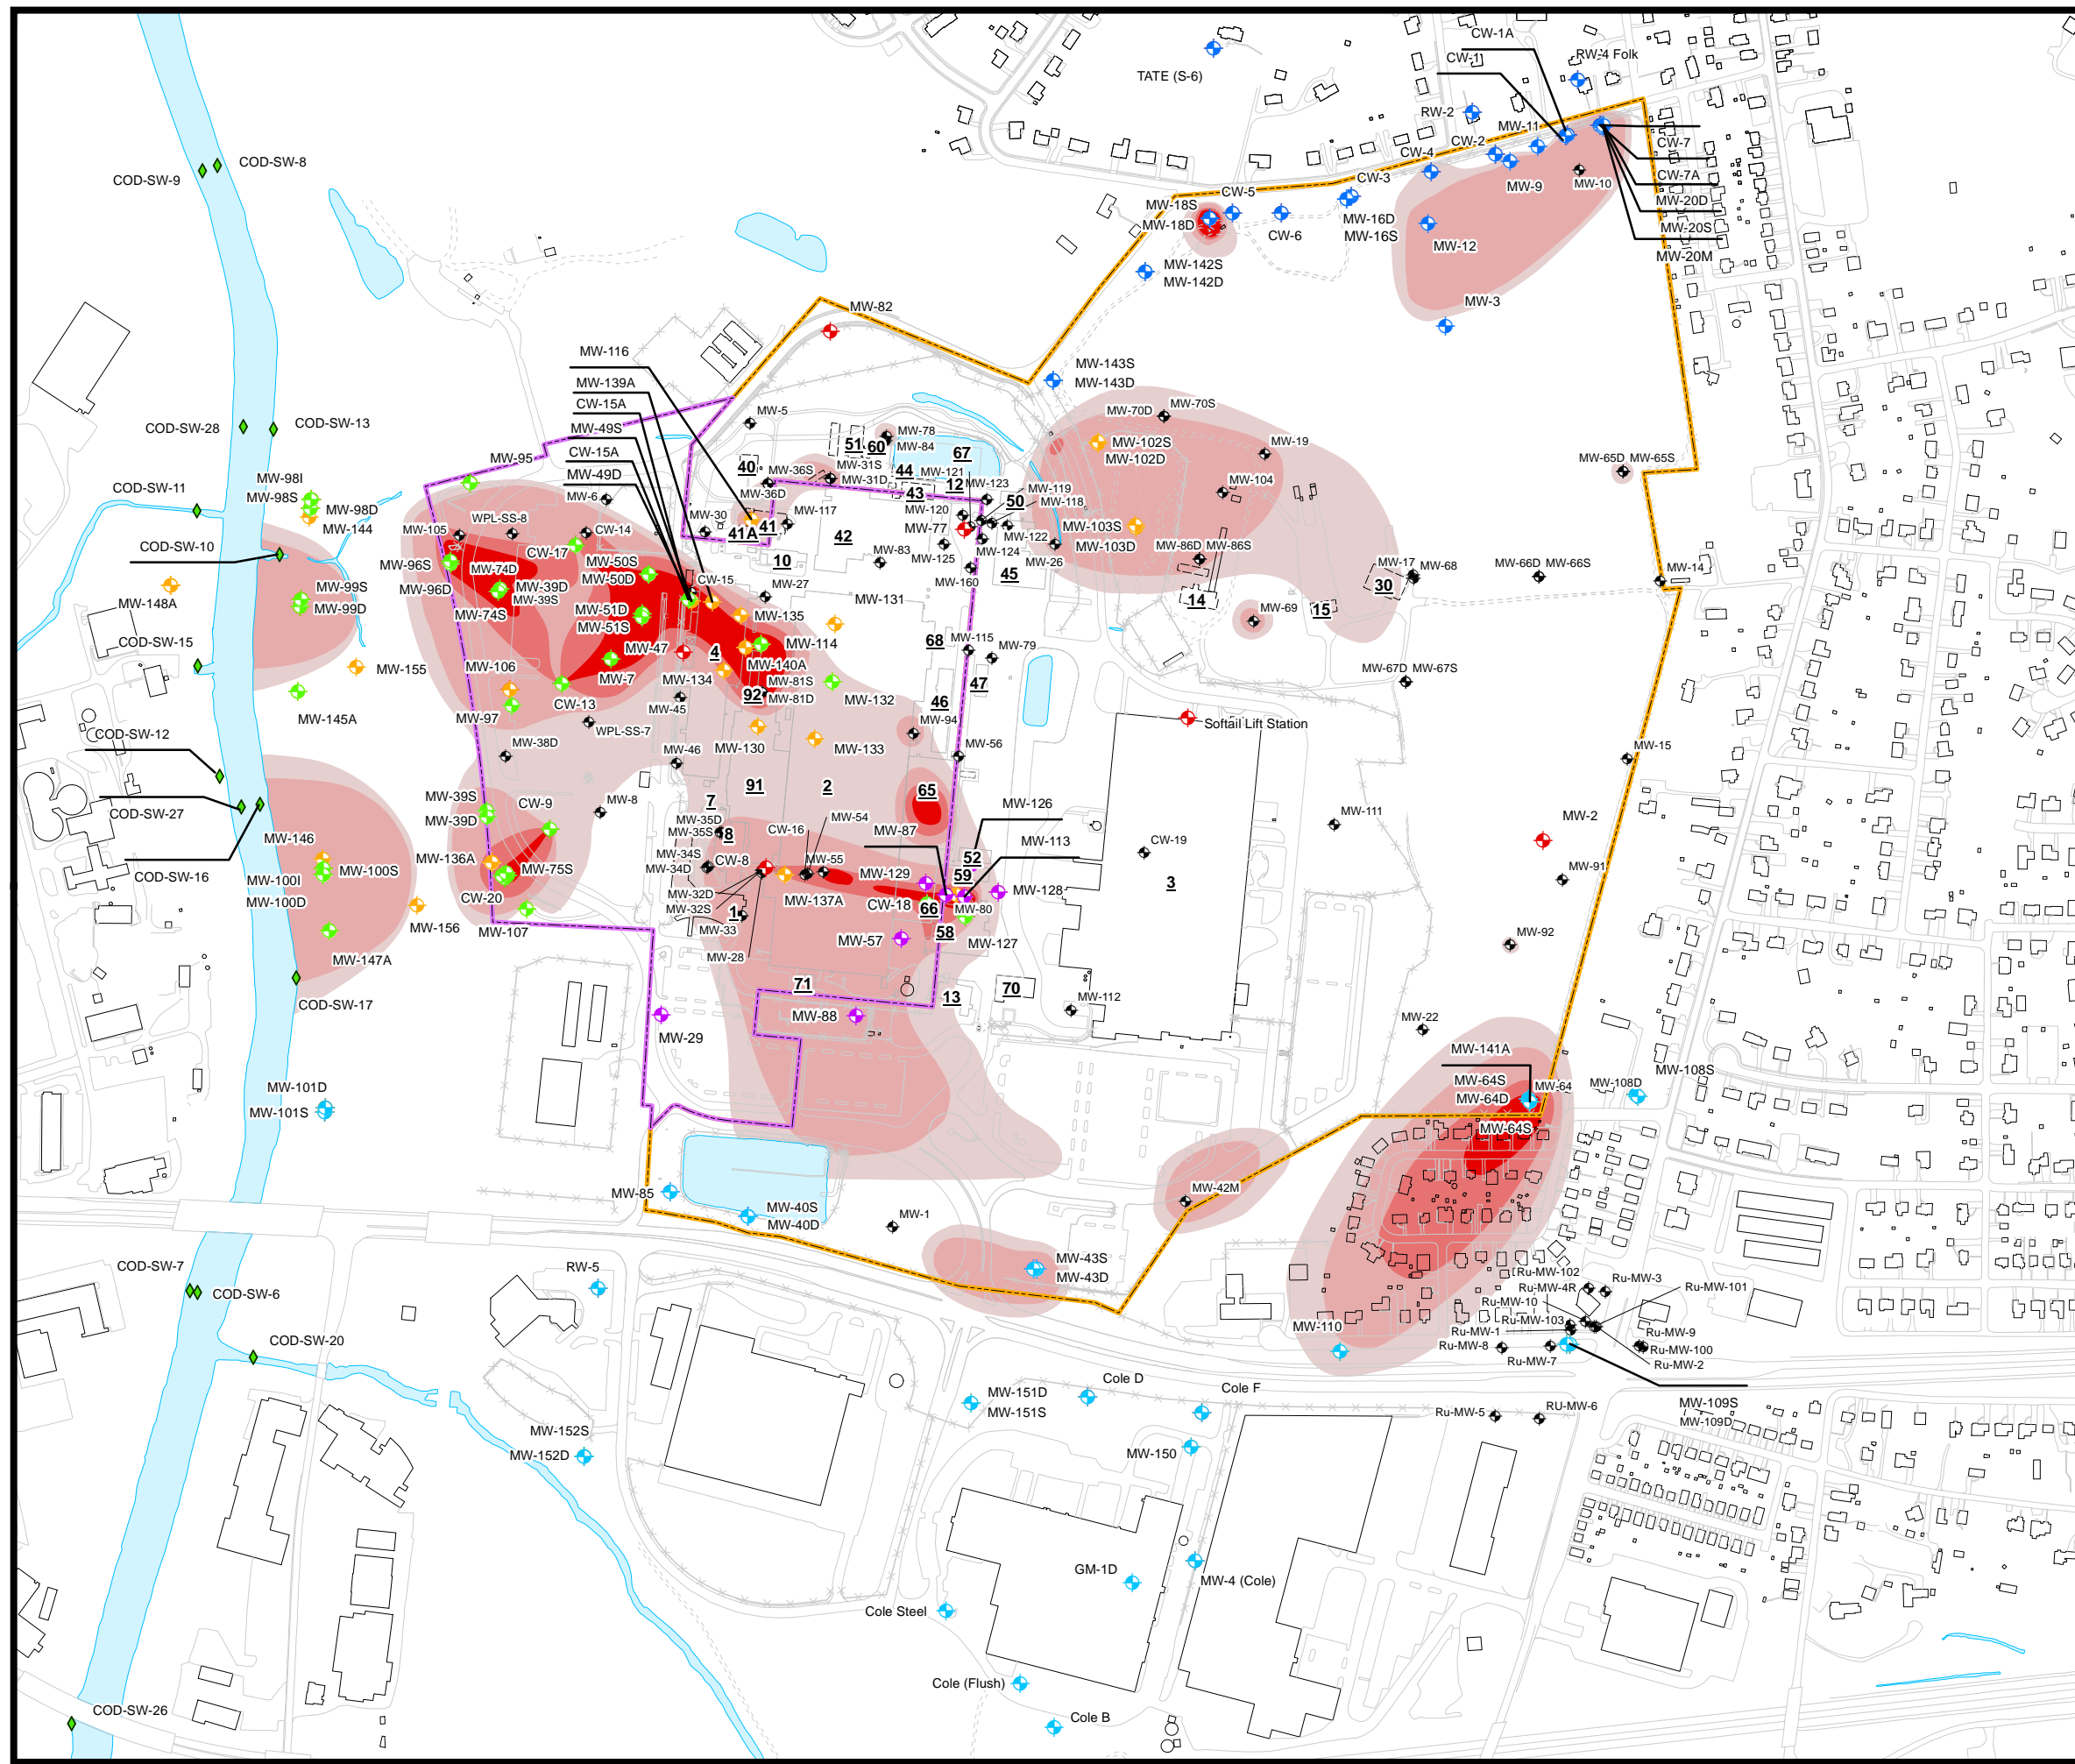 CW-1A
CW-1
RW-4 Folk
TATE (S-6)
RW-2
MW-11
CW-2
CW-4
CW-7
COD-SW-8
COD-SW-9
CW-3
MW-9
MW-10
CW-7A
CW-5
MW-18S
MW-18D
MW-16D
MW-16S
CW-6
MW-12
MW-20D
MW-20S
MW-20M
MW-142S
MW-142D
MW-3
MW-82
MW-116
MW-139A
CW-15A
MW-49S
CW-15A
MW-49D
MW-143S
MW-143D
COD-SW-28
COD-SW-13
MW-5
MW-78
MW-84
MW-70D
MW-70S
MW-102S
MW-102D
MW-19
51
60
67
44
40
43
12
50
MW-95
MW-98I
MW-98S
MW-98D
MW-144
COD-SW-11
COD-SW-10
MW-36S
MW-36D
MW-31S
MW-31D
MW-121
MW-123
MW-119
MW-118
MW-120
MW-77
MW-122
MW-124
MW-125
MW-104
MW-65D
MW-65S
MW-6
MW-30
MW-117
41A
41
42
10
MW-83
MW-103S
MW-103D
MW-26
45
MW-160
MW-86D
MW-86S
MW-17
MW-68
30
MW-66D
MW-66S
MW-14
MW-105
WPL-SS-8
CW-14
CW-17
MW-96S
MW-96D
MW-74D
MW-39D
MW-39S
MW-74S
MW-50S
MW-50D
MW-51D
MW-51S
CW-15
MW-27
MW-131
MW-135
14
15
MW-69
MW-99S
MW-99D
MW-148A
COD-SW-15
MW-155
MW-145A
MW-106
MW-47
MW-7
MW-134
4
MW-114
MW-140A
MW-81S
MW-81D
92
68
MW-115
MW-79
47
46
MW-67D
MW-67S
MW-97
CW-13
MW-45
MW-132
MW-94
Softail Lift Station
COD-SW-12
WPL-SS-7
MW-38D
MW-46
MW-130
MW-133
MW-56
MW-15
91
2
65
COD-SW-27
MW-39S
MW-39D
CW-9
MW-8
7
MW-35D
MW-35S
8
CW-16
MW-54
MW-87
MW-126
MW-113
MW-111
MW-2
CW-19
MW-91
COD-SW-16
MW-146
MW-100S
MW-100I
MW-100D
MW-136A
MW-75S
CW-20
MW-107
MW-34S
MW-34D
CW-8
MW-55
MW-129
52
59
MW-128
3
MW-32D
MW-32S
MW-137A
CW-18
66
MW-80
1
MW-33
58
MW-127
MW-57
MW-28
MW-156
MW-147A
MW-92
COD-SW-17
71
13
70
MW-88
MW-112
MW-29
MW-22
MW-101D
MW-101S
MW-141A
MW-64S
MW-64D
MW-64
MW-64S
MW-108D
MW-108S
MW-85
MW-40S
MW-40D
MW-1
MW-42M
MW-43S
MW-43D
COD-SW-7
COD-SW-6
COD-SW-20
RW-5
Ru-MW-102
Ru-MW-4R
Ru-MW-3
Ru-MW-10
Ru-MW-101
Ru-MW-103
Ru-MW-1
Ru-MW-8
Ru-MW-7
Ru-MW-9
Ru-MW-100
Ru-MW-2
MW-110
MW-151D
MW-151S
Cole D
Cole F
MW-109S
MW-109D
Ru-MW-5
RU-MW-6
MW-152S
MW-152D
MW-150
GM-1D
MW-4 (Cole)
Cole Steel
Cole (Flush)
Cole B
COD-SW-26